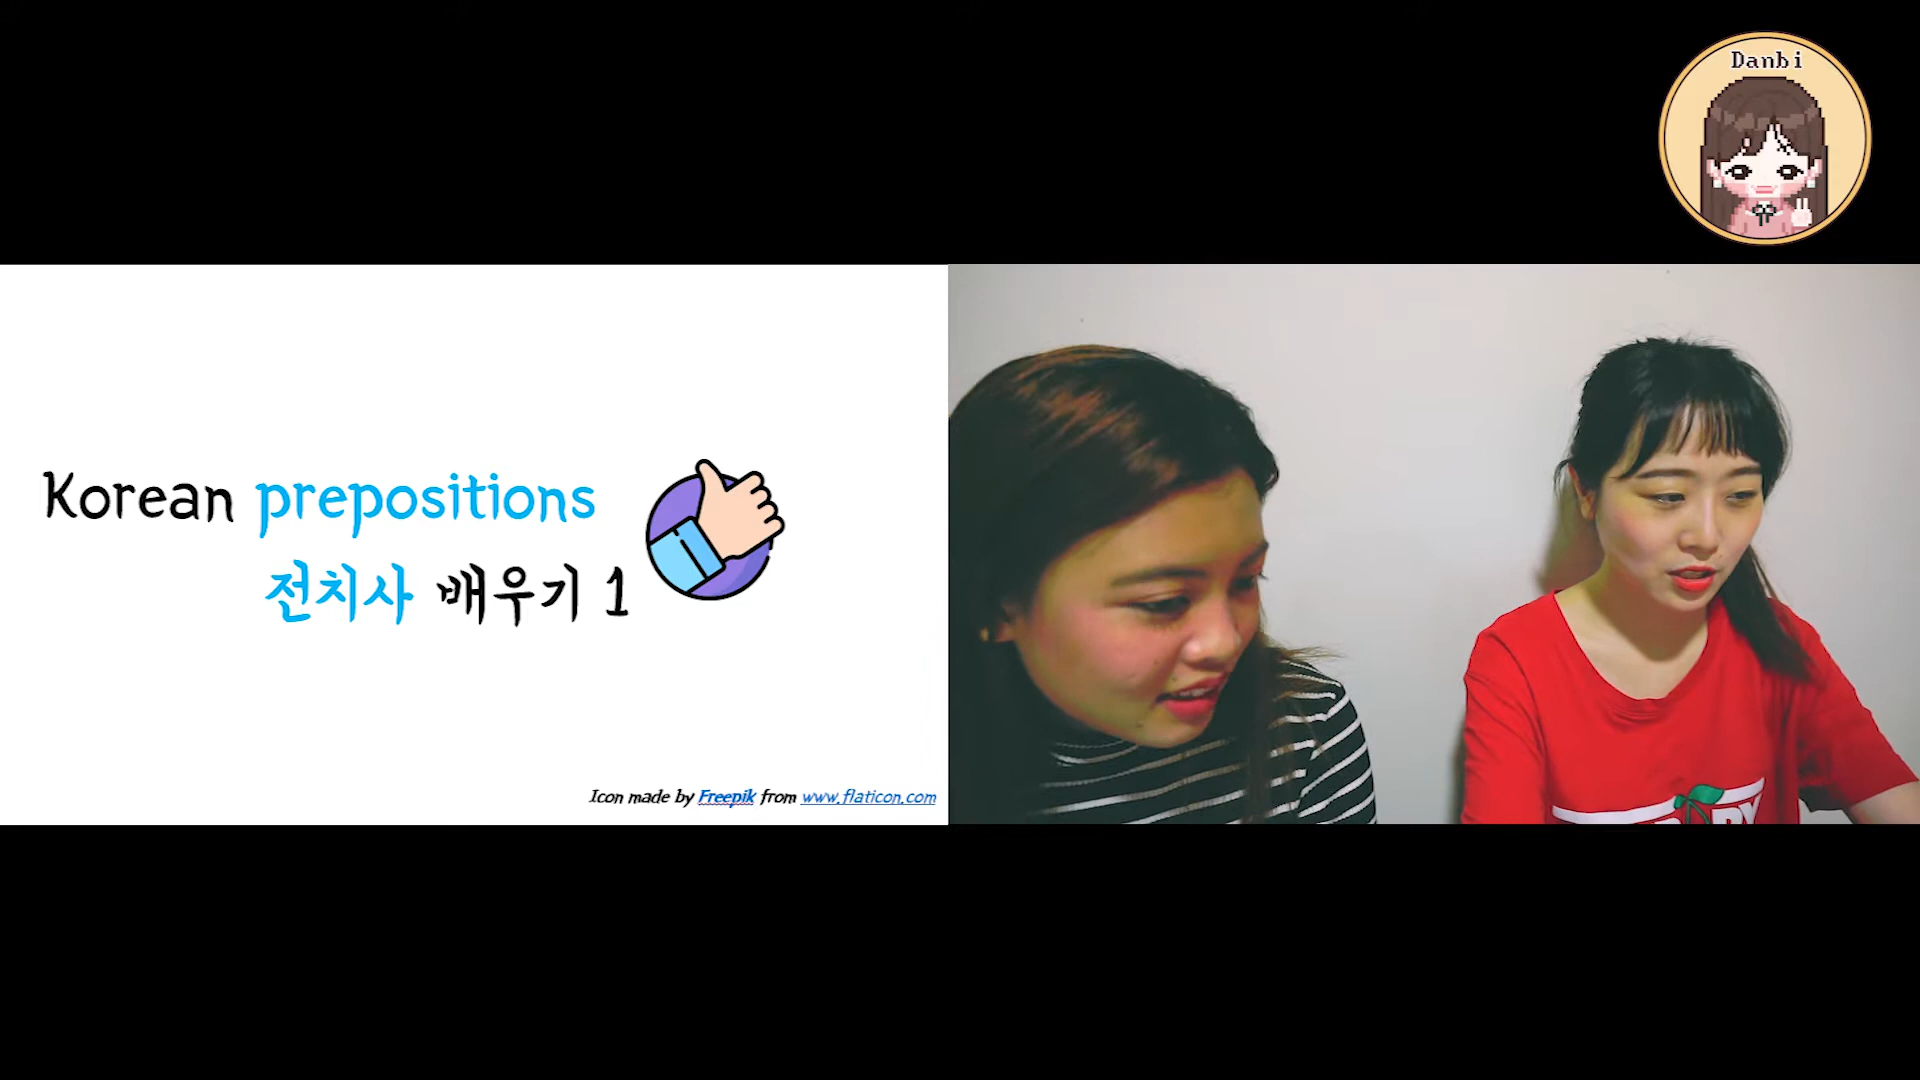 Danbi
Korean prepositions
전치사 배우기 1
Icon made by Freepik from www.flaticon.com